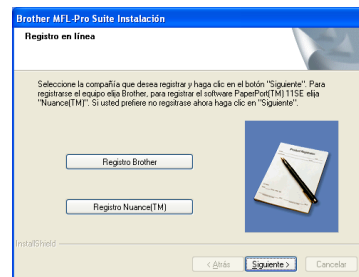 Brother MFL-Pro Suite Instalación
Registro en línea
Seleccione la compañía que desea registrar y haga clic en el botón "Siguiente". Para
registrarse el equipo elija Brother, para registrar el software PaperPort(TM) 11SE elija
"Nuance(TM)". Si usted prefiere no regsitrase ahora haga clic en "Siguiente".
Registro Brother
Registro Nuance(TM)
InstallShield
< Atrás Siguiente > Cancelar